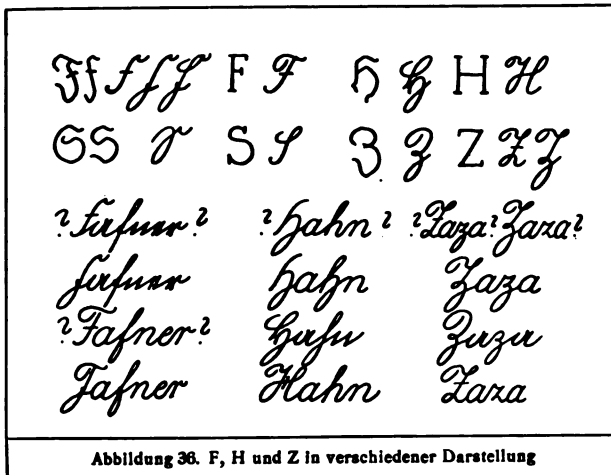 F f f f F F F H H H H
S S S S S Z Z Z Z Z
? Fafner ? ? Hahn ? ? Zaza ? Zaza ?
Fafner Hahn Zaza
? Fafner ? Hahn Zaza
Fafner Hahn Zaza
Abbildung 36. F, H und Z in verschiedener Darstellung